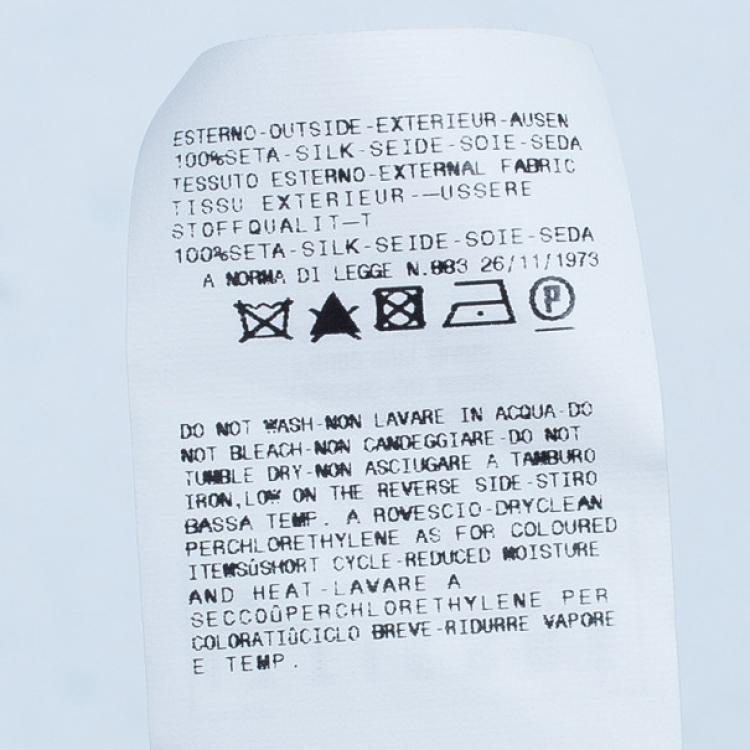 ESTERNO-OUTSIDE-EXTERIEUR-AUSEN
100%SETA-SILK-SEIDE-SOIE-SEDA
TESSUTO ESTERNO-EXTERNAL FABRIC
TISSU EXTERIEUR-—USSERE
STOFFQUALIT—T
100%SETA-SILK-SEIDE-SOIE-SEDA
A NORMA DI LEGGE N.883 26/11/1973
P
DO NOT WASH-NON LAVARE IN ACQUA-DO
NOT BLEACH-NON CANDEGGIARE-DO NOT
TUMBLE DRY-NON ASCIUGARE A TAMBURO
IRON,LOW ON THE REVERSE SIDE-STIRO
BASSA TEMP. A ROVESCIO-DRYCLEAN
PERCHLORETHYLENE AS FOR COLOURED
ITEMSûSHORT CYCLE-REDUCED MOISTURE
AND HEAT-LAVARE A
SECCOûPERCHLORETHYLENE PER
COLORATIûCICLO BREVE-RIDURRE VAPORE
E TEMP.